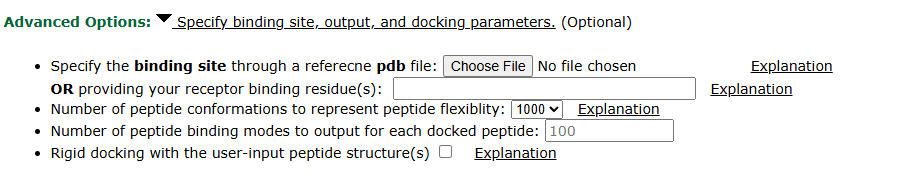 Advanced Options: Specify binding site, output, and docking parameters. (Optional)
Specify the binding site through a referecne pdb file: Choose File No file chosen Explanation
OR providing your receptor binding residue(s): Explanation
Number of peptide conformations to represent peptide flexiblity: 1000 Explanation
Number of peptide binding modes to output for each docked peptide: 100
Rigid docking with the user-input peptide structure(s) Explanation